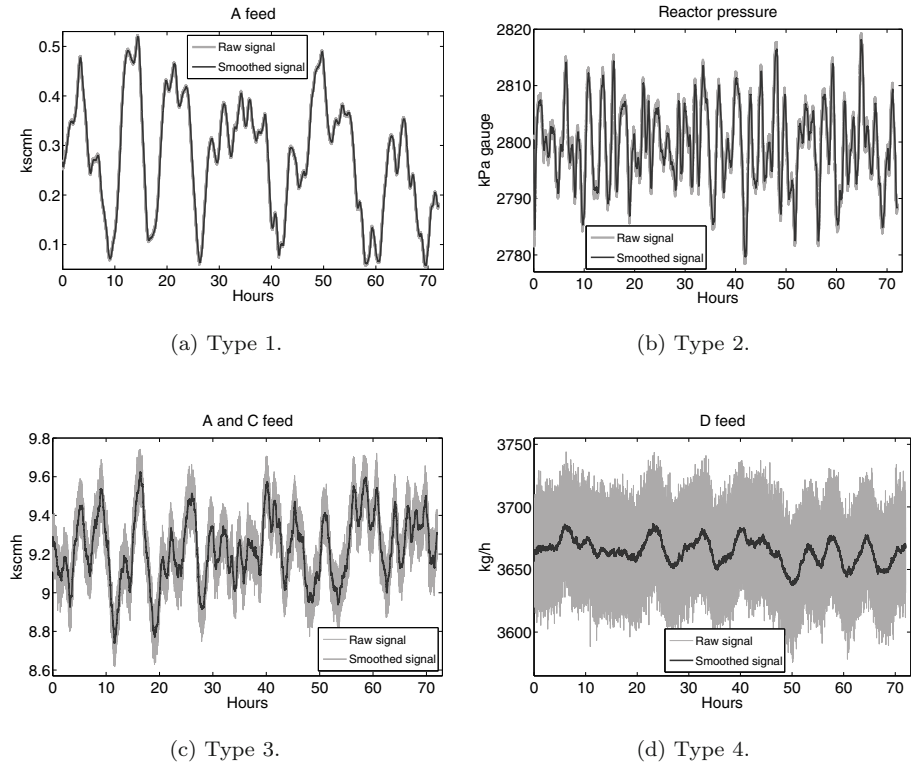 A feed
0.5
0.4
0.3
0.2
0.1
kscmh
Raw signal
Smoothed signal
0 10 20 30 40 50 60 70
Hours
(a) Type 1.
Reactor pressure
2820
2810
2800
2790
2780
kPa gauge
Raw signal
Smoothed signal
0 10 20 30 40 50 60 70
Hours
(b) Type 2.
A and C feed
9.8
9.6
9.4
9.2
9
8.8
8.6
kscmh
Raw signal
Smoothed signal
0 10 20 30 40 50 60 70
Hours
(c) Type 3.
D feed
3750
3700
3650
3600
kg/h
Raw signal
Smoothed signal
0 10 20 30 40 50 60 70
Hours
(d) Type 4.